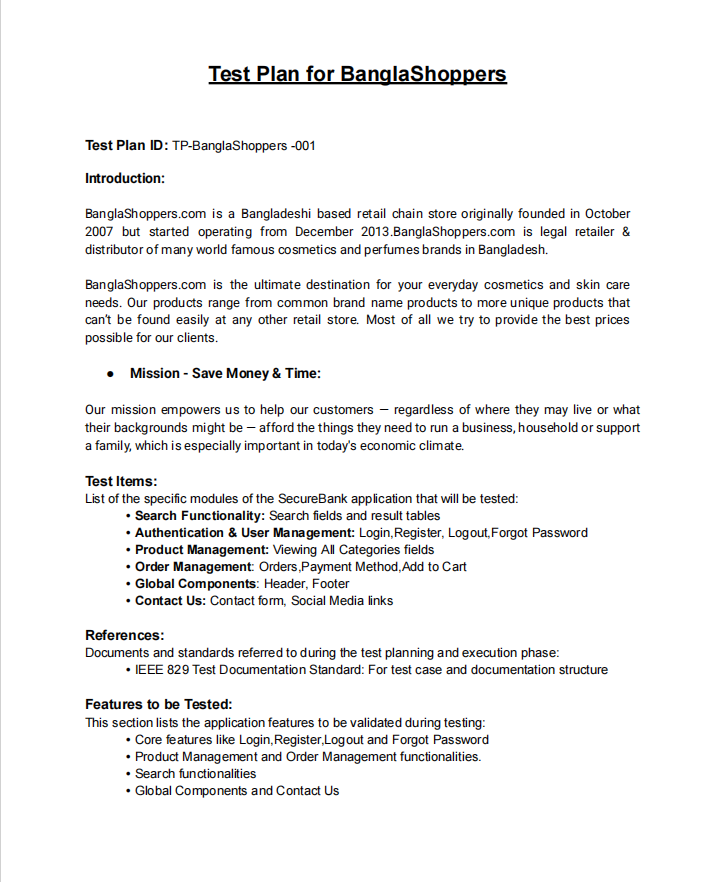 Test Plan for BanglaShoppers
Test Plan ID: TP-BanglaShoppers -001
Introduction:
BanglaShoppers.com is a Bangladeshi based retail chain store originally founded in October
2007 but started operating from December 2013.BanglaShoppers.com is legal retailer &
distributor of many world famous cosmetics and perfumes brands in Bangladesh.
BanglaShoppers.com is the ultimate destination for your everyday cosmetics and skin care
needs. Our products range from common brand name products to more unique products that
can't be found easily at any other retail store. Most of all we try to provide the best prices
possible for our clients.
● Mission - Save Money & Time:
Our mission empowers us to help our customers — regardless of where they may live or what
their backgrounds might be — afford the things they need to run a business, household or support
a family, which is especially important in today's economic climate.
Test Items:
List of the specific modules of the SecureBank application that will be tested:
• Search Functionality: Search fields and result tables
• Authentication & User Management: Login,Register, Logout,Forgot Password
• Product Management: Viewing All Categories fields
• Order Management: Orders,Payment Method,Add to Cart
• Global Components: Header, Footer
• Contact Us: Contact form, Social Media links
References:
Documents and standards referred to during the test planning and execution phase:
• IEEE 829 Test Documentation Standard: For test case and documentation structure
Features to be Tested:
This section lists the application features to be validated during testing:
• Core features like Login,Register,Logout and Forgot Password
• Product Management and Order Management functionalities.
• Search functionalities
• Global Components and Contact Us